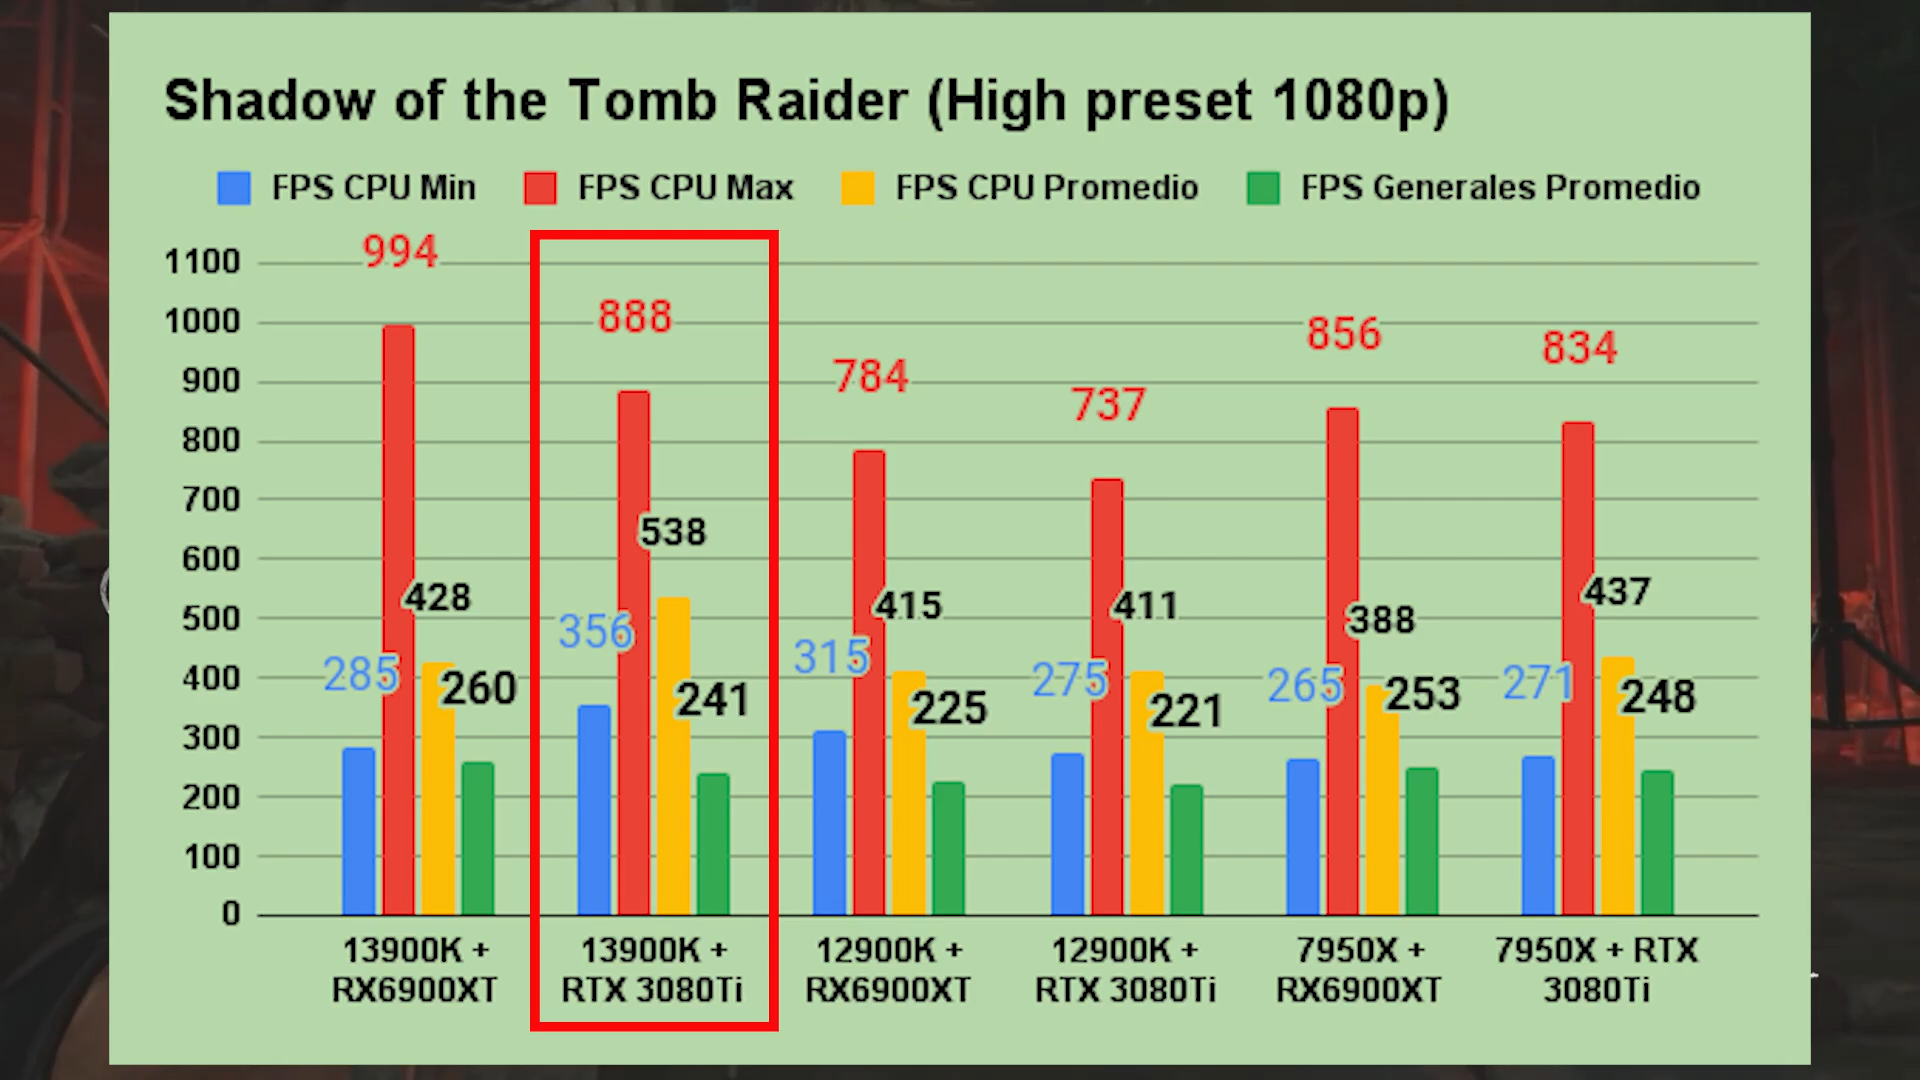 Shadow of the Tomb Raider (High preset 1080p)
FPS CPU Min FPS CPU Max FPS CPU Promedio FPS Generales Promedio
1100
1000
900
800
700
600
500
400
300
200
100
0
285 994 428 260
356 888 538 241
315 784 415 225
275 737 411 221
265 856 388 253
271 834 437 248
13900K +
RX6900XT
13900K +
RTX 3080Ti
12900K +
RX6900XT
12900K +
RTX 3080Ti
7950X +
RX6900XT
7950X + RTX
3080Ti